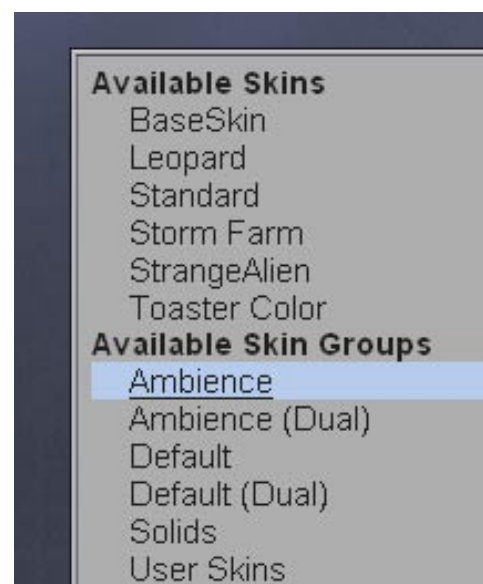 Available Skins
BaseSkin
Leopard
Standard
Storm Farm
StrangeAlien
Toaster Color
Available Skin Groups
Ambience
Ambience (Dual)
Default
Default (Dual)
Solids
User Skins